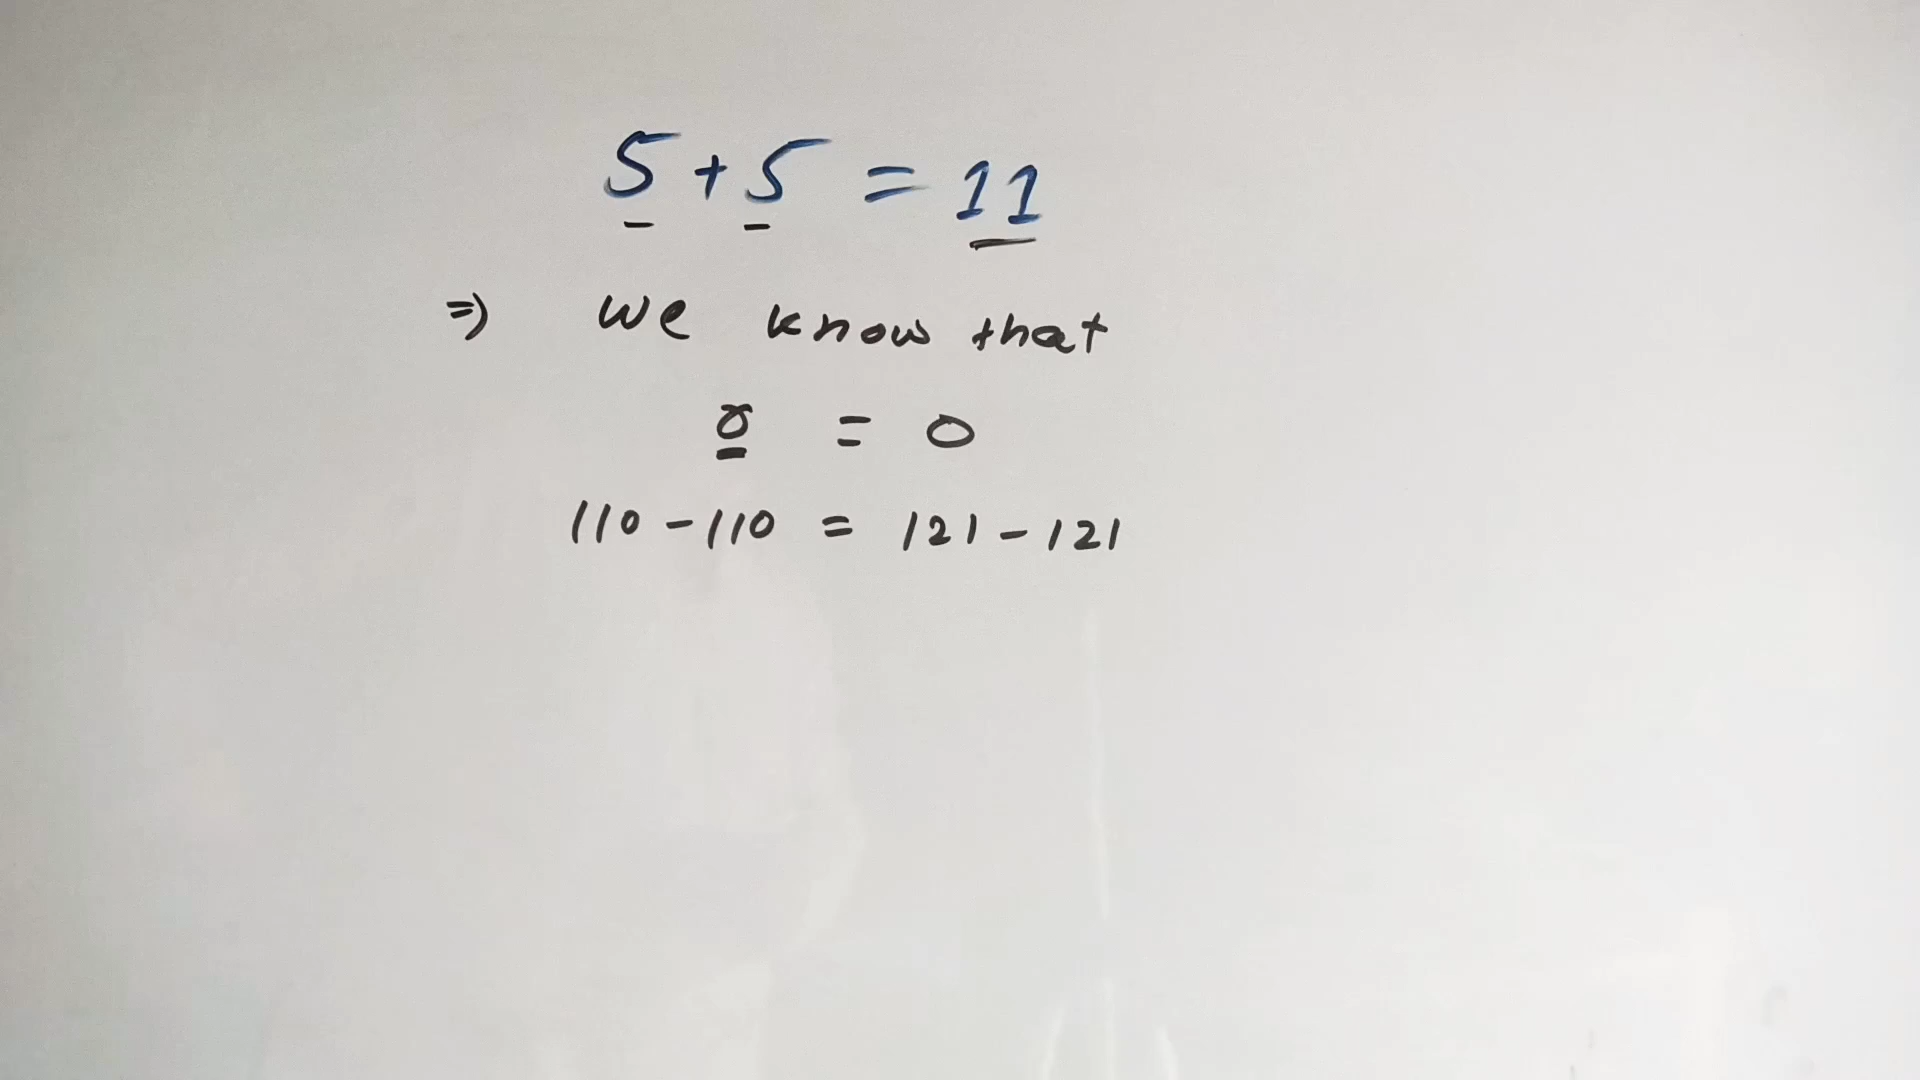 5 + 5 = 11
⇒ we know that
0 = 0
110 - 110 = 121 - 121